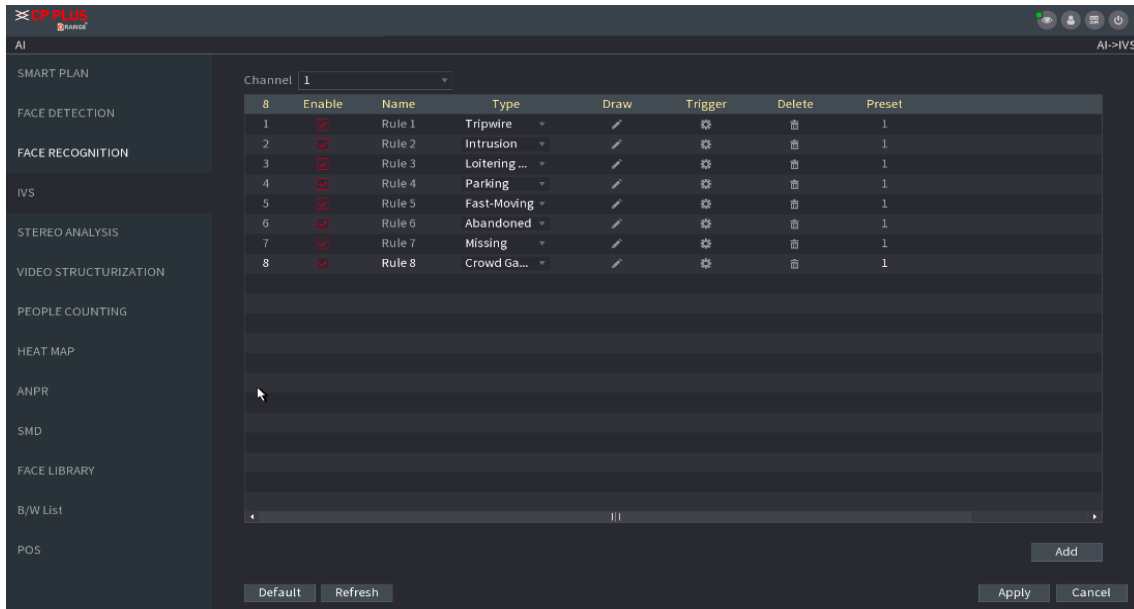 CP PLUS
ORANGE
AI AI->IVS
SMART PLAN
FACE DETECTION
FACE RECOGNITION
IVS
STEREO ANALYSIS
VIDEO STRUCTURIZATION
PEOPLE COUNTING
HEAT MAP
ANPR
SMD
FACE LIBRARY
B/W List
POS
Channel 1
8 Enable Name Type Draw Trigger Delete Preset
1 Rule 1 Tripwire 1
2 Rule 2 Intrusion 1
3 Rule 3 Loitering ... 1
4 Rule 4 Parking 1
5 Rule 5 Fast-Moving 1
6 Rule 6 Abandoned 1
7 Rule 7 Missing 1
8 Rule 8 Crowd Ga... 1
Add
Default Refresh Apply Cancel